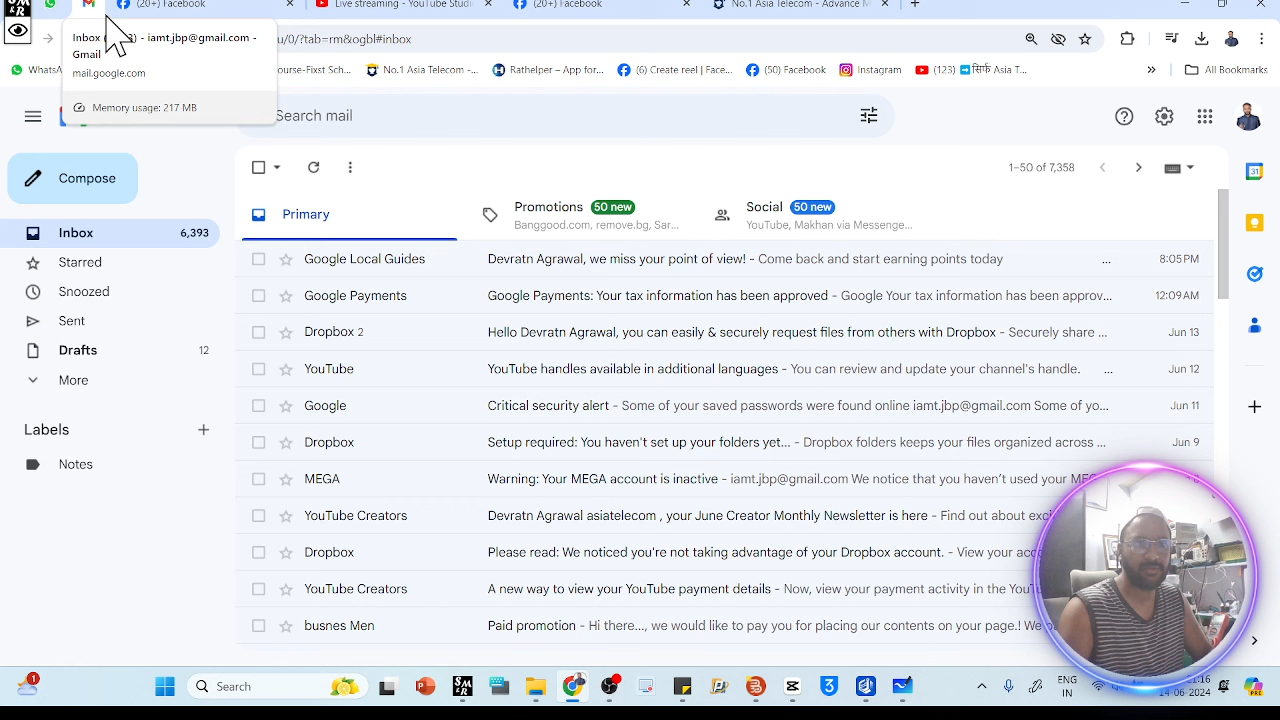 SM R
(20+) Facebook
Live streaming - YouTube Studio
(20+) Facebook
No.1 Asia Telecom - Advance M
u/0/?tab=rm&ogbl#inbox
Inbox - iamt.jbp@gmail.com -
Gmail
mail.google.com
Memory usage: 217 MB
WhatsA
ourse-Fixst Sch...
No.1 Asia Telecom -...
Rathelper – App for...
(6) Create reel | Face...
(50) Facebook
Instagram
(123)
Asia T...
All Bookmarks
Search mail
Compose
1–50 of 7,358
Primary
Promotions 50 new
Banggood.com, remove.bg, Sar...
Social 50 new
YouTube, Makhan via Messenge...
Inbox 6,393
Starred
Snoozed
Sent
Drafts 12
More
Labels
Notes
Google Local Guides Devratn Agrawal, we miss your point of view! - Come back and start earning points today ... 8:05 PM
Google Payments Google Payments: Your tax information has been approved - Google Your tax information has been approv... 12:09 AM
Dropbox 2 Hello Devratn Agrawal, you can easily & securely request files from others with Dropbox - Securely share ... Jun 13
YouTube YouTube handles available in additional languages - You can review and update your channel's handle. ... Jun 12
Google Critical security alert - Some of your saved passwords were found online iamt.jbp@gmail.com Some of yo... Jun 11
Dropbox Setup required: You haven't set up your folders yet... - Dropbox folders keeps your files organized across ... Jun 9
MEGA Warning: Your MEGA account is inactive - iamt.jbp@gmail.com We notice that you haven't used your
YouTube Creators Devratn Agrawal asiatelecom , your June Creator Monthly Newsletter is here - Find out about
Dropbox Please read: We noticed you're not taking advantage of your Dropbox account. - View your
YouTube Creators A new way to view your YouTube payment details - Now, view your payment activity in the
busnes Men Paid promotion - Hi there..., we would like to pay you for placing our contents on your page.!
1
Search
SM R
ENG
IN
14-06-2024